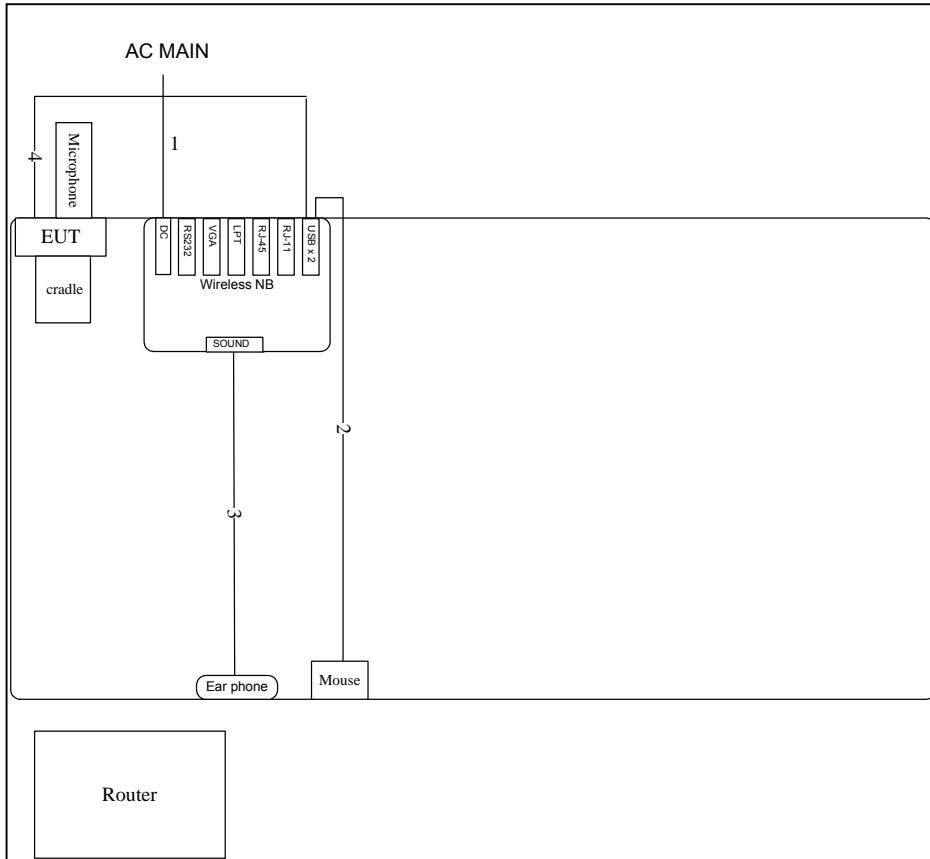 AC MAIN
1
4
Microphone
EUT
cradle
DC
RS232
VGA
LPT
RJ-45
RJ-11
USB x 2
Wireless NB
SOUND
2
3
Ear phone
Mouse
Router